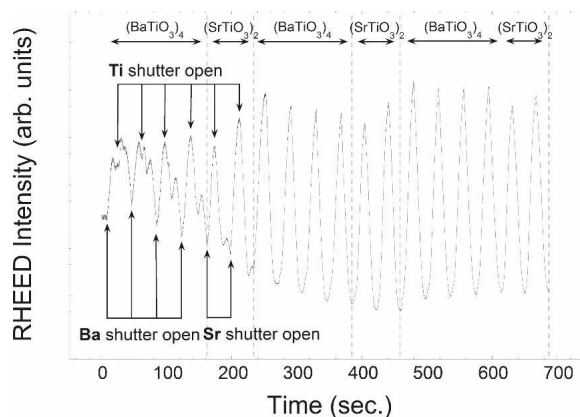 (BaTiO3)4 (SrTiO3)2 (BaTiO3)4 (SrTiO3)2 (BaTiO3)4 (SrTiO3)2
Ti shutter open
RHEED Intensity (arb. units)
Ba shutter open Sr shutter open
0 100 200 300 400 500 600 700
Time (sec.)